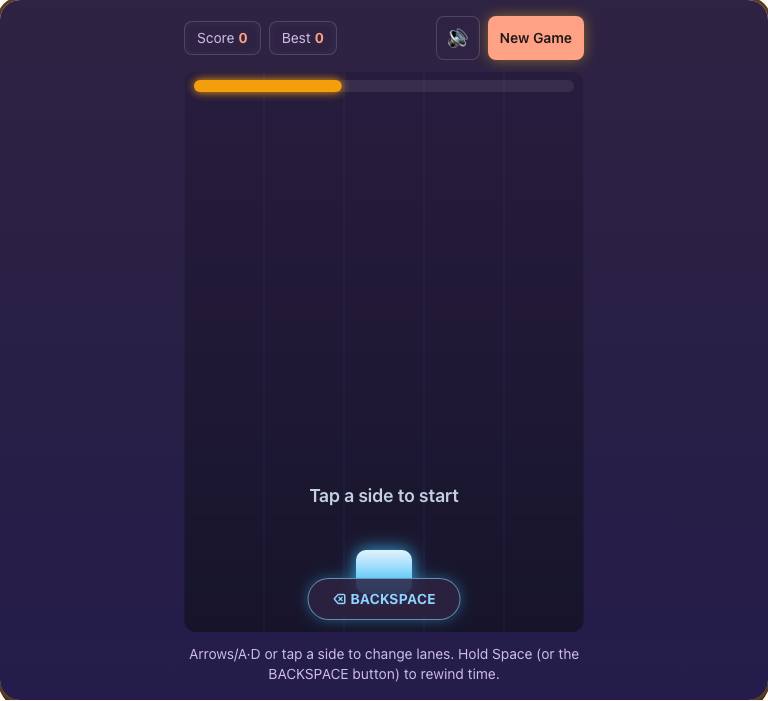 Score 0
Best 0
New Game
Tap a side to start
BACKSPACE
Arrows/A·D or tap a side to change lanes. Hold Space (or the
BACKSPACE button) to rewind time.